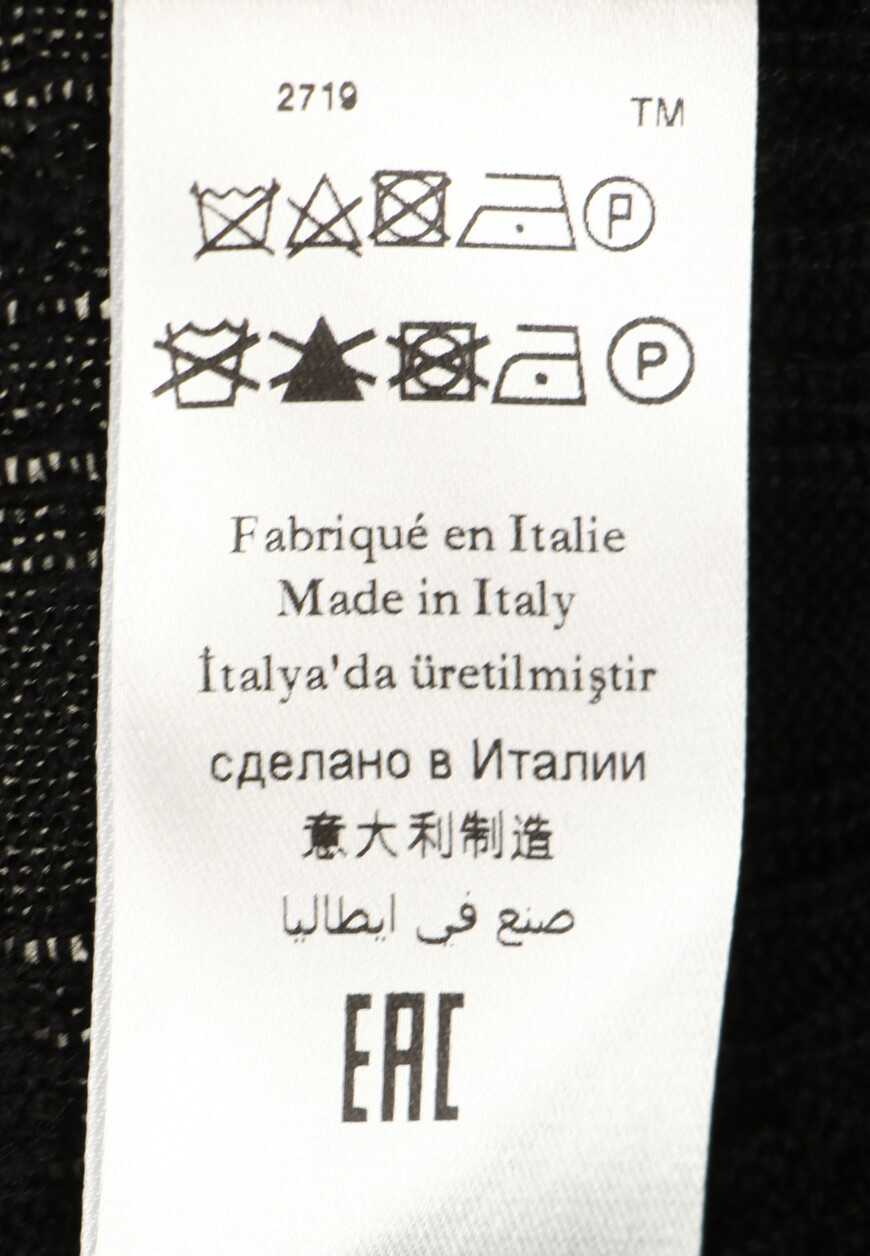 2719
TM
P
P
Fabriqué en Italie
Made in Italy
İtalya'da üretilmiştir
сделано в Италии
意大利制造
صنع في ايطاليا
EAC